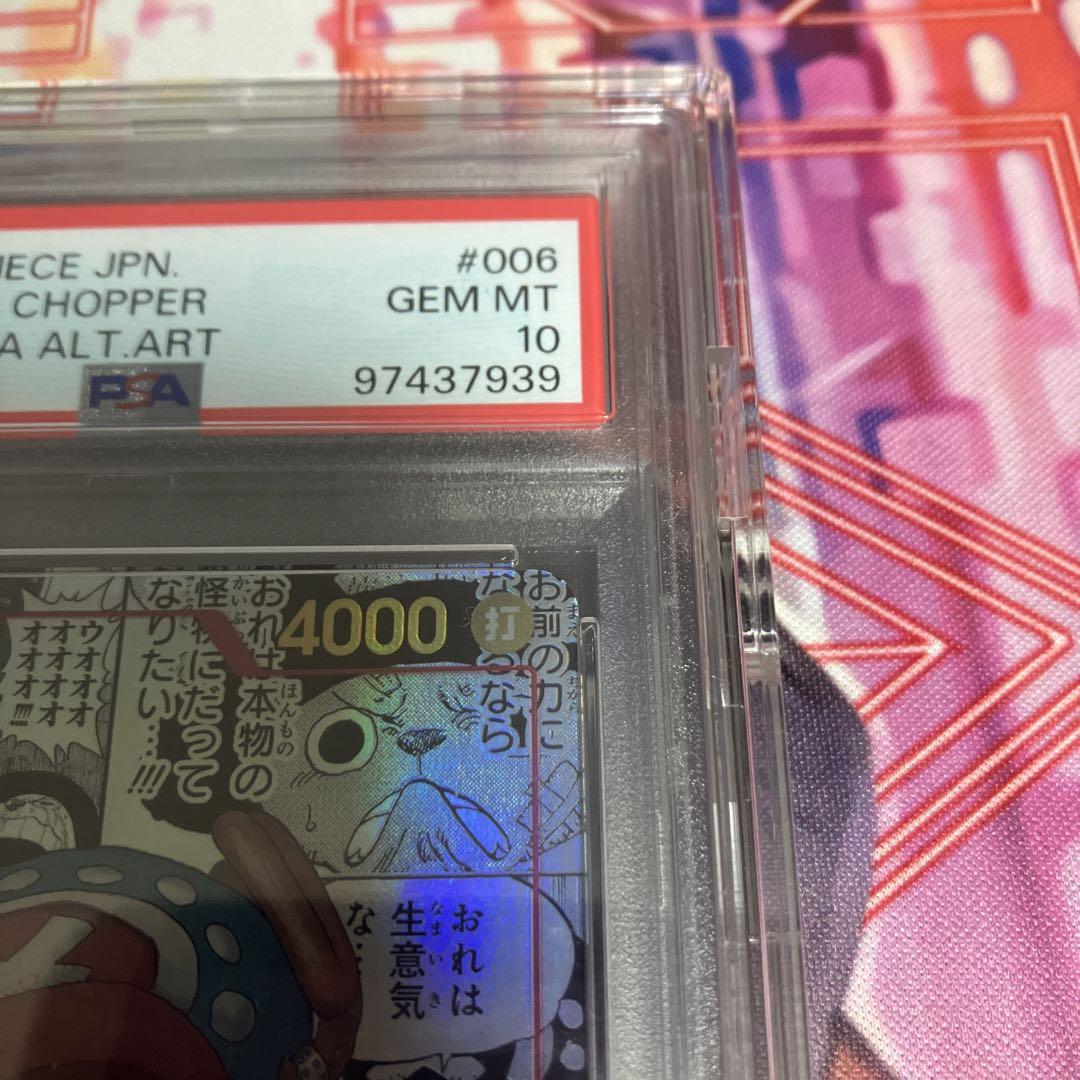 IECE JPN. #006
CHOPPER GEM MT
A ALT.ART 10
PSA 97437939
4000 打
お前の力に
なら
おれは本物の
怪物にだって
なりたい……!!!
ウオオオ
オオオオ
オオオオ
おれは
生意気
な…